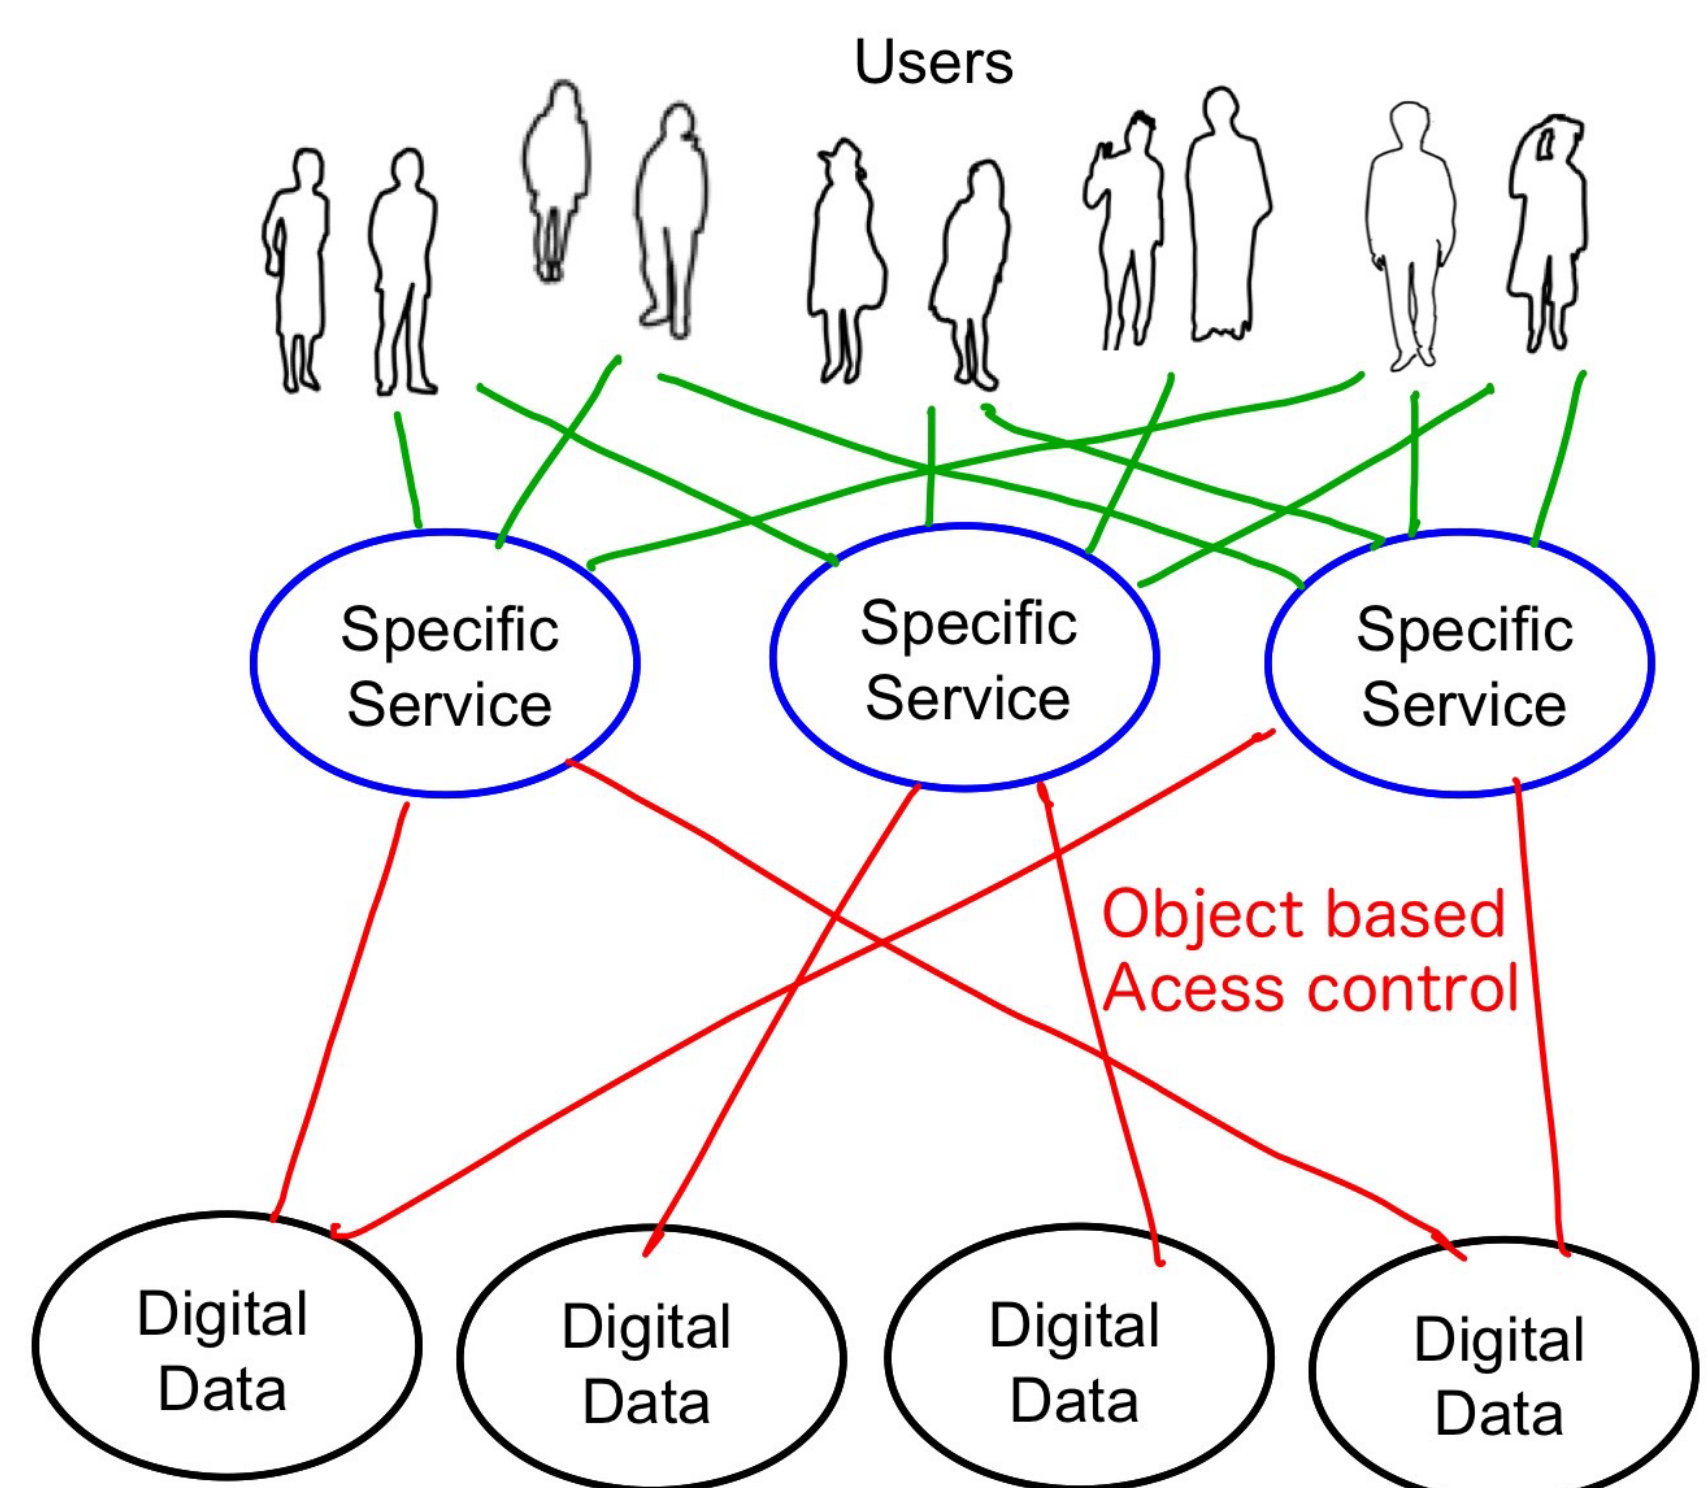 Users
Specific
Service
Specific
Service
Specific
Service
Object based
Acess control
Digital
Data
Digital
Data
Digital
Data
Digital
Data